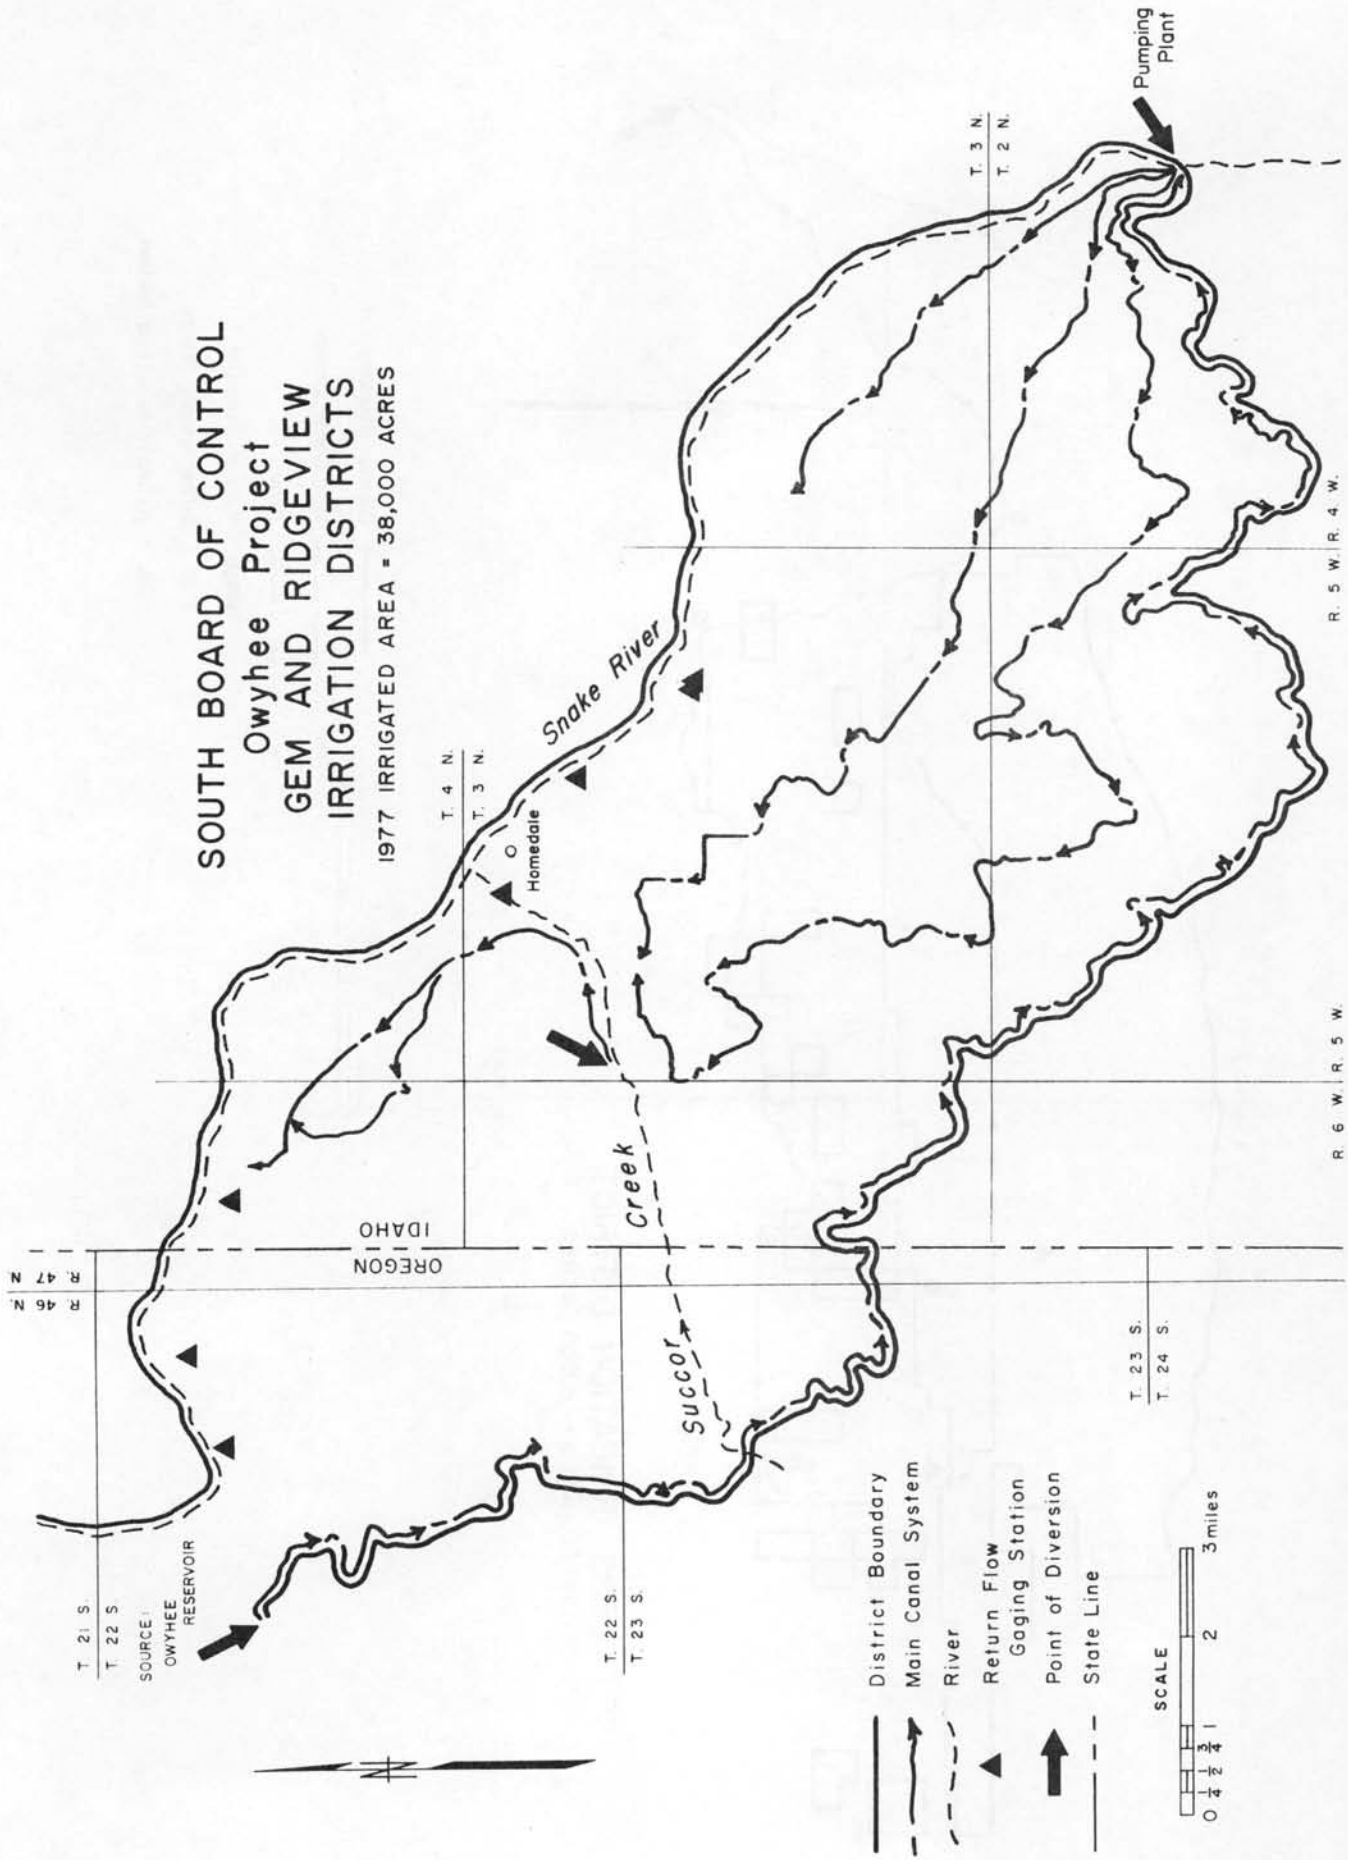 SOUTH BOARD OF CONTROL
Owyhee Project
GEM AND RIDGEVIEW
IRRIGATION DISTRICTS
1977 IRRIGATED AREA = 38,000 ACRES
T. 21 S.
T. 22 S.
SOURCE:
OWYHEE
RESERVOIR
R. 46 N.
R. 47 N
OREGON
IDAHO
T. 4 N.
T. 3 N.
Homedale
Snake River
Succor Creek
T. 22 S.
T. 23 S.
T. 3 N.
T. 2 N.
Pumping
Plant
T. 23 S.
T. 24 S.
R. 6 W. R. 5 W.
R. 5 W. R. 4 W.
District Boundary
Main Canal System
River
Return Flow
Gaging Station
Point of Diversion
State Line
SCALE
0 1/4 1/2 3/4 1 2 3 miles